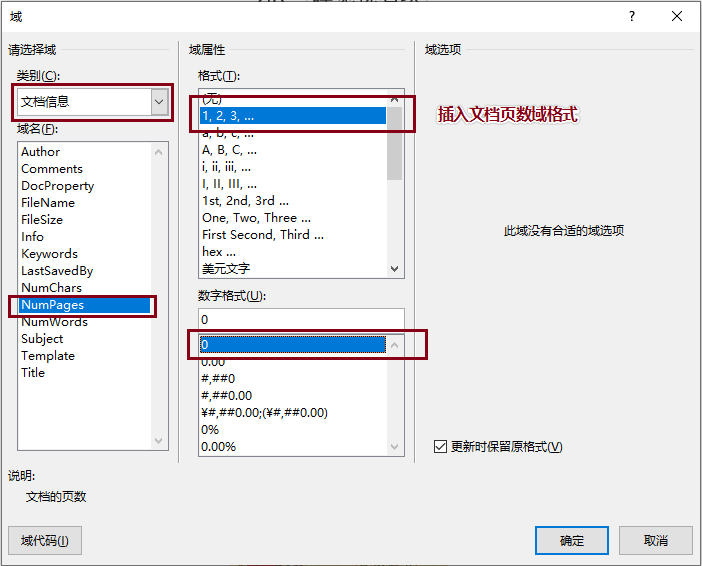 域
请选择域
类别(C):
文档信息
域名(F):
Author
Comments
DocProperty
FileName
FileSize
Info
Keywords
LastSavedBy
NumChars
NumPages
NumWords
Subject
Template
Title
域属性
格式(T):
(无)
1, 2, 3, ...
a, b, c, ...
A, B, C, ...
i, ii, iii, ...
I, II, III, ...
1st, 2nd, 3rd ...
One, Two, Three ...
First Second, Third ...
hex ...
美元文字
数字格式(U):
0
0
0.00
#,##0
#,##0.00
¥#,##0.00;(¥#,##0.00)
0%
0.00%
域选项
插入文档页数域格式
此域没有合适的域选项
更新时保留原格式(V)
说明:
文档的页数
域代码(I)
确定
取消